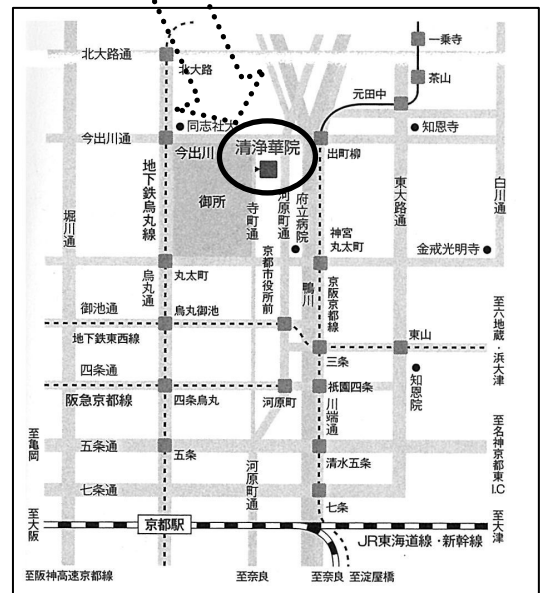 一乗寺
北大路通
北大路
茶山
元田中
同志社大
知恩寺
今出川通
今出川
清浄華院
出町柳
地下鉄烏丸線
御所
寺町通
河原町通
府立病院
東大路通
白川通
堀川通
神宮
丸太町
金戒光明寺
烏丸通
丸太町
京都市役所前
鴨川
京阪京都線
御池通
烏丸御池
地下鉄東西線
三条
東山
至六地蔵・浜大津
四条通
阪急京都線
四条烏丸
河原町
祇園四条
知恩院
川端通
至亀岡
五条通
五条
清水五条
至名神京都東I.C
七条通
河原町通
七条
至大阪
京都駅
JR東海道線・新幹線
至大津
至阪神高速京都線
至奈良
至奈良
至淀屋橋